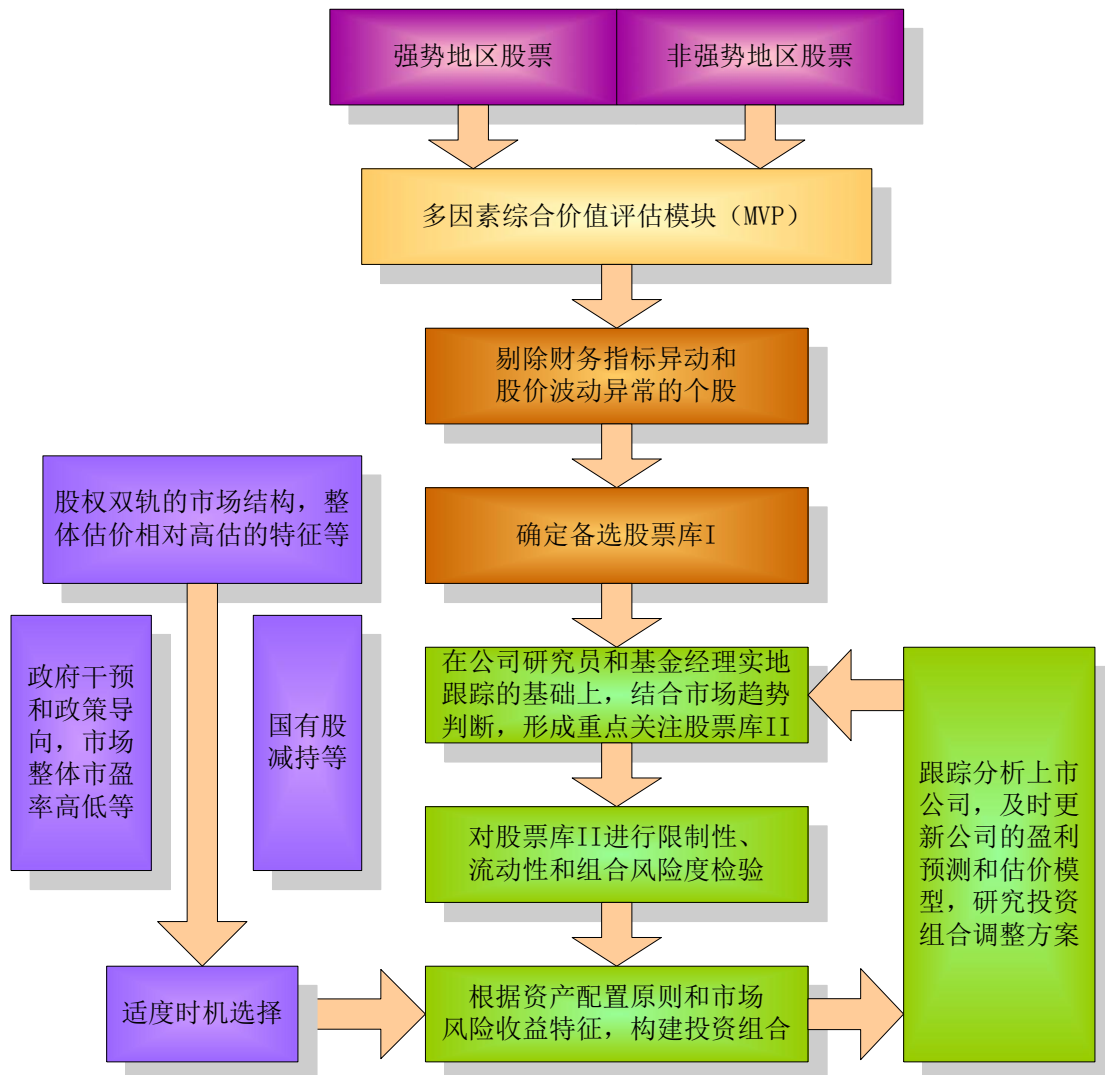 强势地区股票
非强势地区股票
多因素综合价值评估模块（MVP）
剔除财务指标异动和
股价波动异常的个股
股权双轨的市场结构，整
体估价相对高估的特征等
确定备选股票库I
政府干预
和政策导
向，市场
整体市盈
率高低等
国有股
减持等
在公司研究员和基金经理实地
跟踪的基础上，结合市场趋势
判断，形成重点关注股票库II
跟踪分析上市
公司，及时更
新公司的盈利
预测和估价模
型，研究投资
组合调整方案
对股票库II进行限制性、
流动性和组合风险度检验
适度时机选择
根据资产配置原则和市场
风险收益特征，构建投资组合